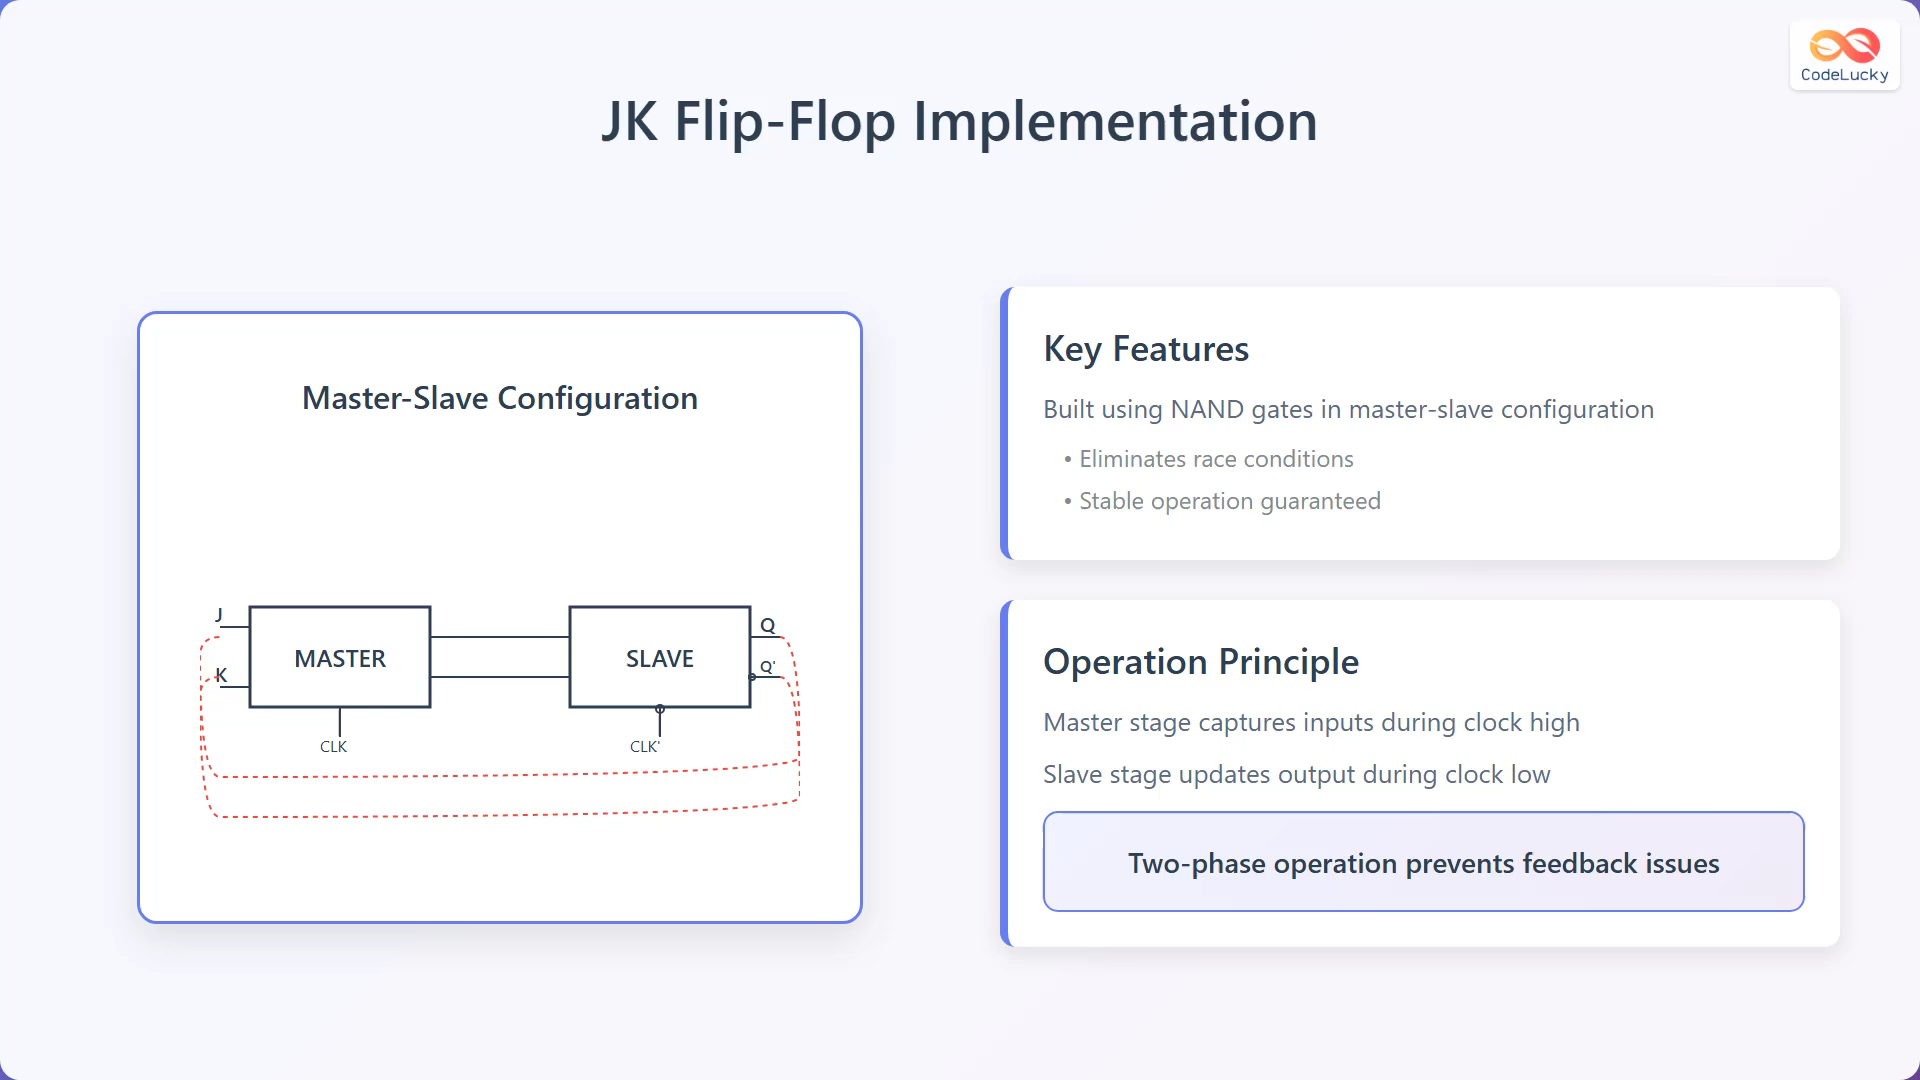 CodeLucky
JK Flip-Flop Implementation
Master-Slave Configuration
J
K
MASTER
SLAVE
Q
Q'
CLK
CLK'
Key Features
Built using NAND gates in master-slave configuration
• Eliminates race conditions
• Stable operation guaranteed
Operation Principle
Master stage captures inputs during clock high
Slave stage updates output during clock low
Two-phase operation prevents feedback issues